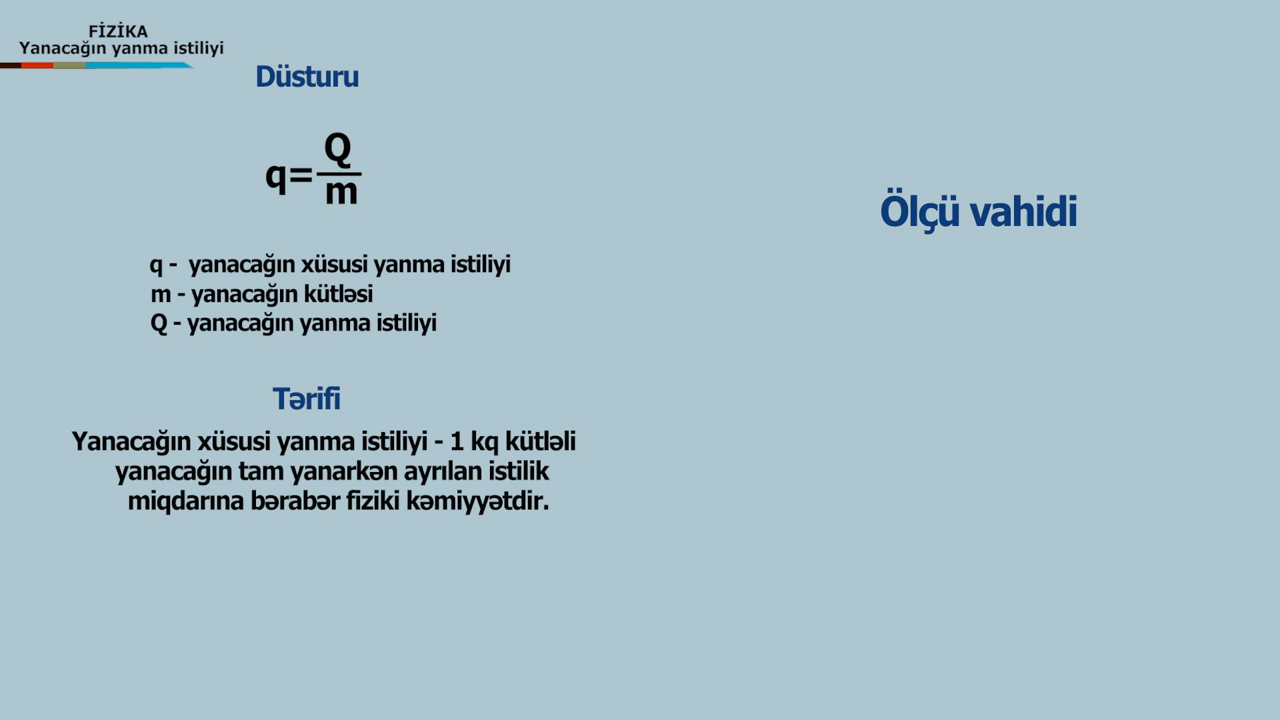 FİZİKA
Yanacağın yanma istiliyi
Düsturu
q=Q/m
q - yanacağın xüsusi yanma istiliyi
m - yanacağın kütləsi
Q - yanacağın yanma istiliyi
Tərifi
Yanacağın xüsusi yanma istiliyi - 1 kq kütləli
yanacağın tam yanarkən ayrılan istilik
miqdarına bərabər fiziki kəmiyyətdir.
Ölçü vahidi